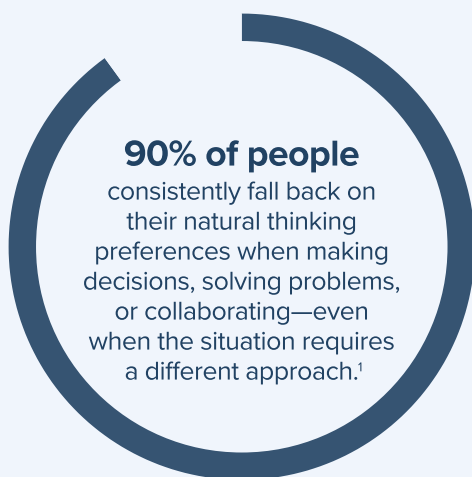 90% of people
consistently fall back on
their natural thinking
preferences when making
decisions, solving problems,
or collaborating—even
when the situation requires
a different approach.¹